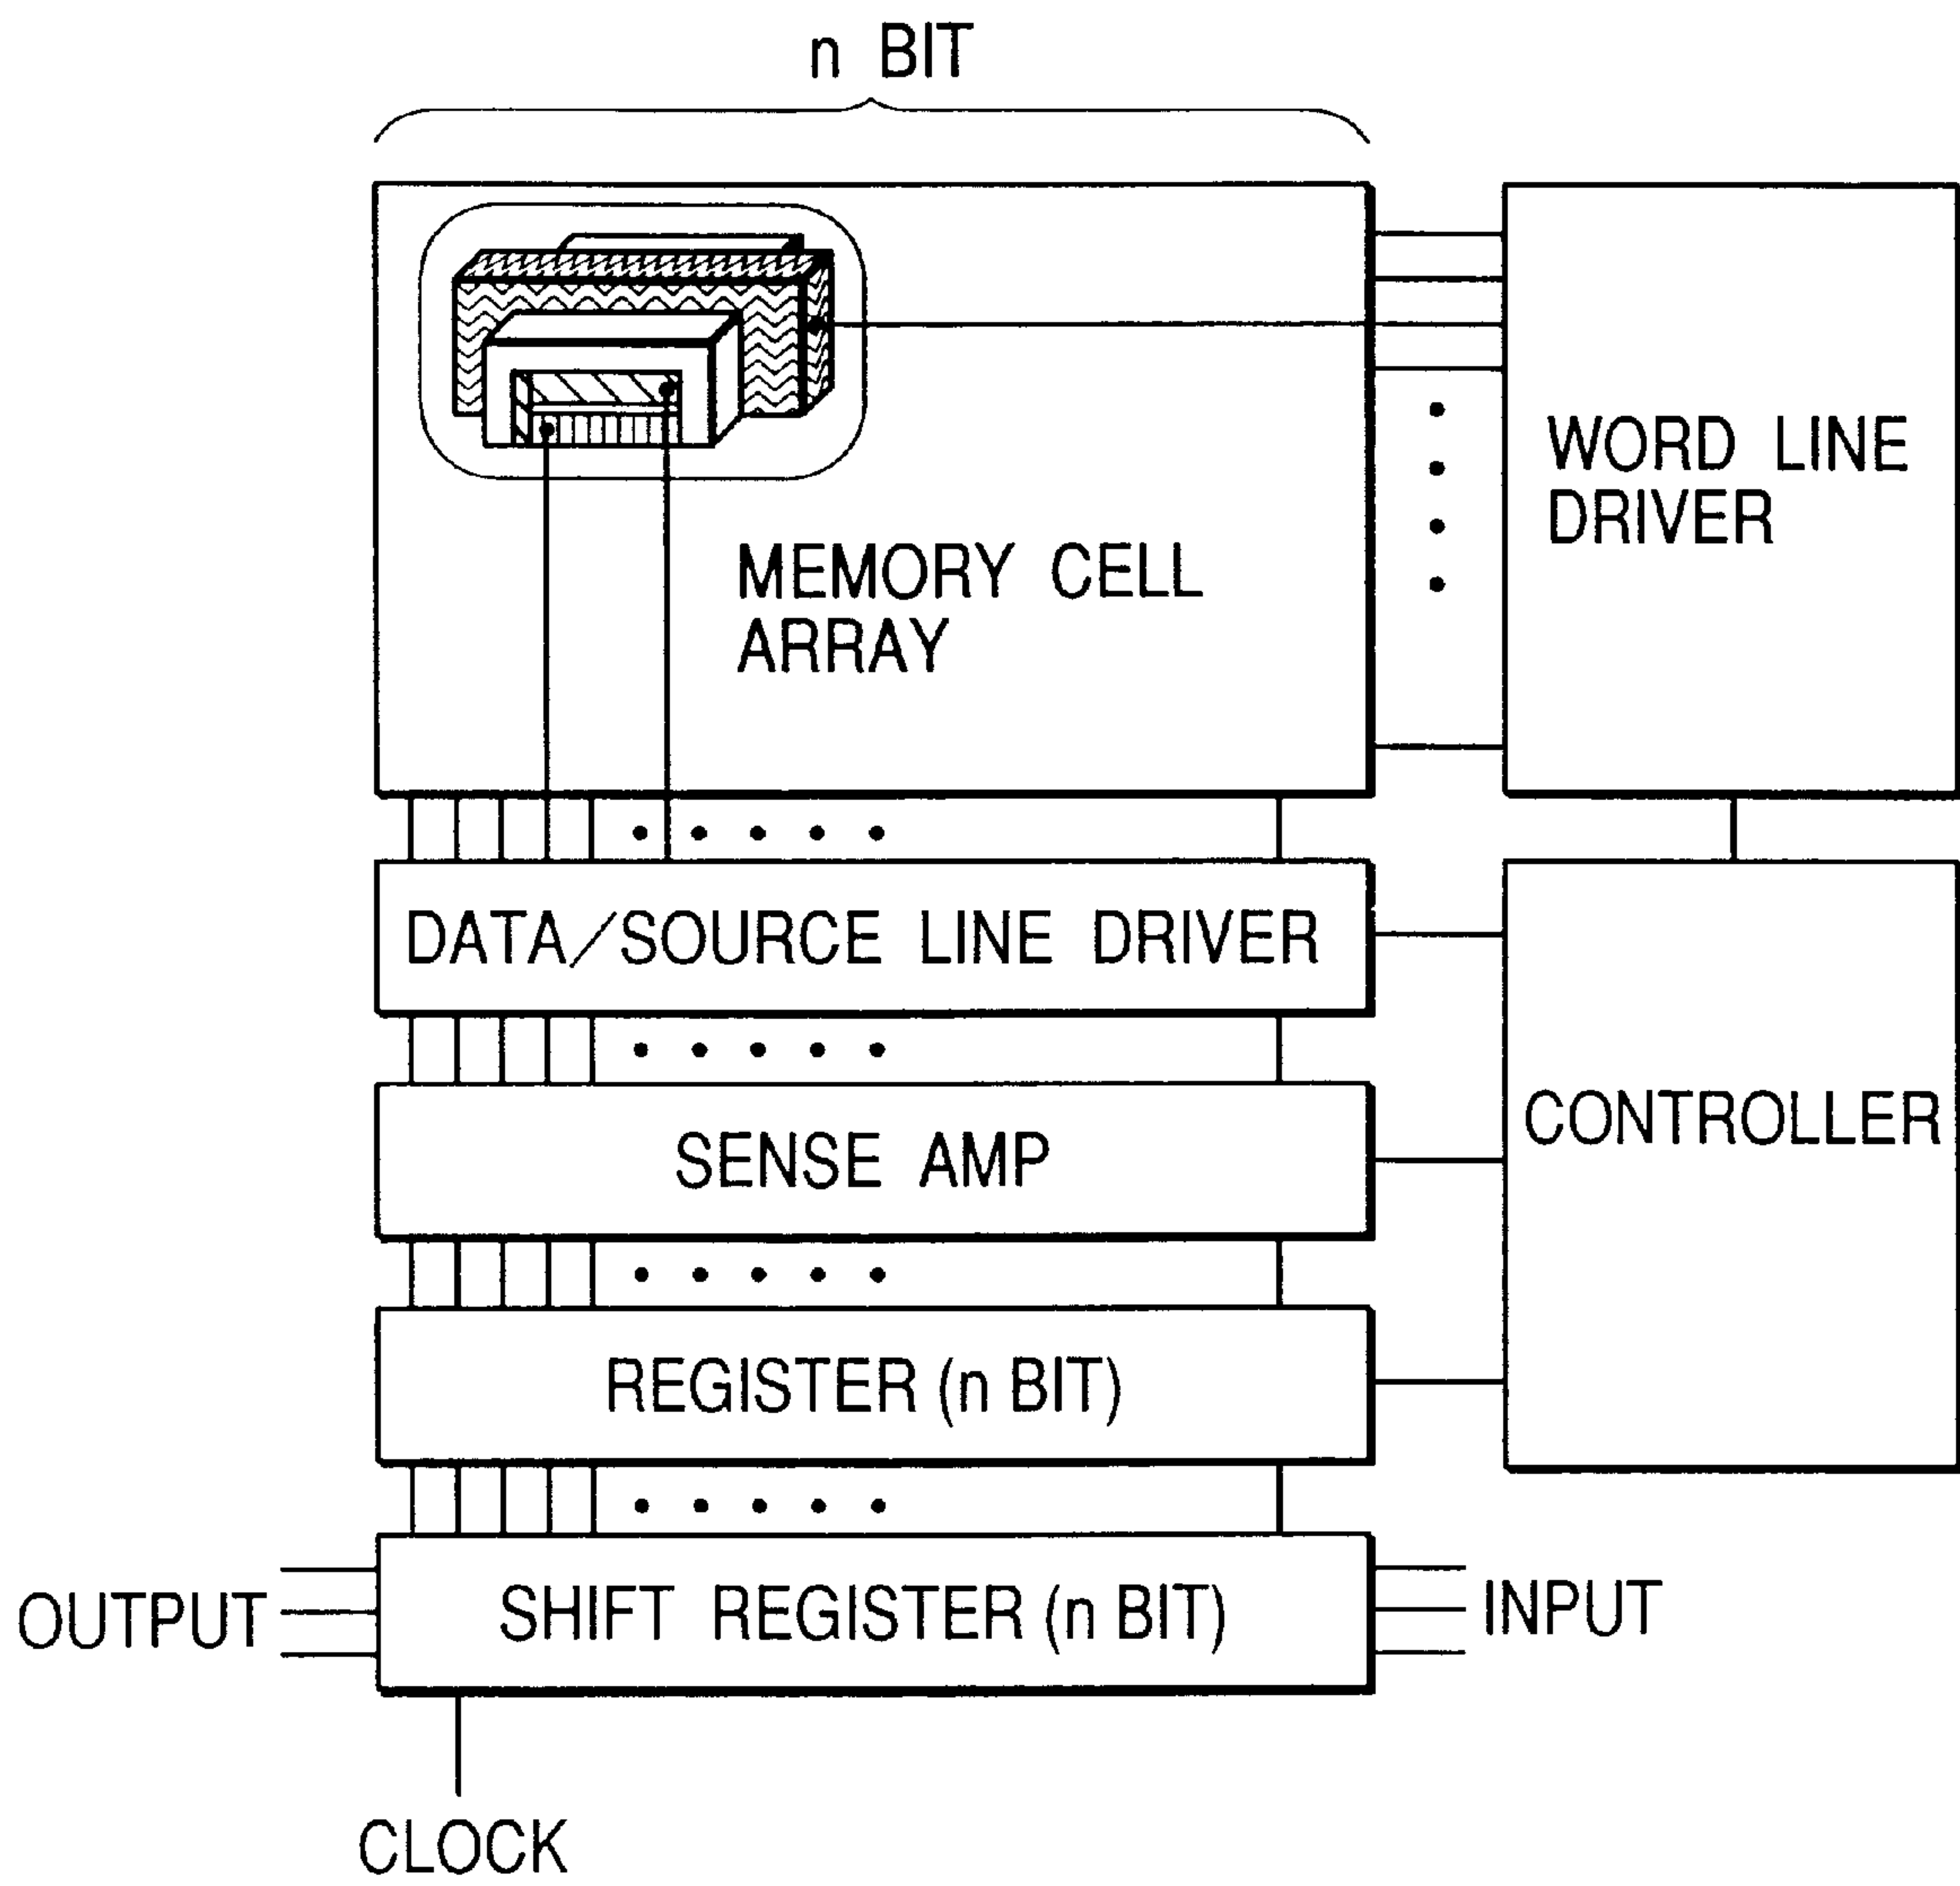 n BIT
WORD LINE
DRIVER
MEMORY CELL
ARRAY
DATA/SOURCE LINE DRIVER
CONTROLLER
SENSE AMP
REGISTER (n BIT)
OUTPUT
SHIFT REGISTER (n BIT)
INPUT
CLOCK